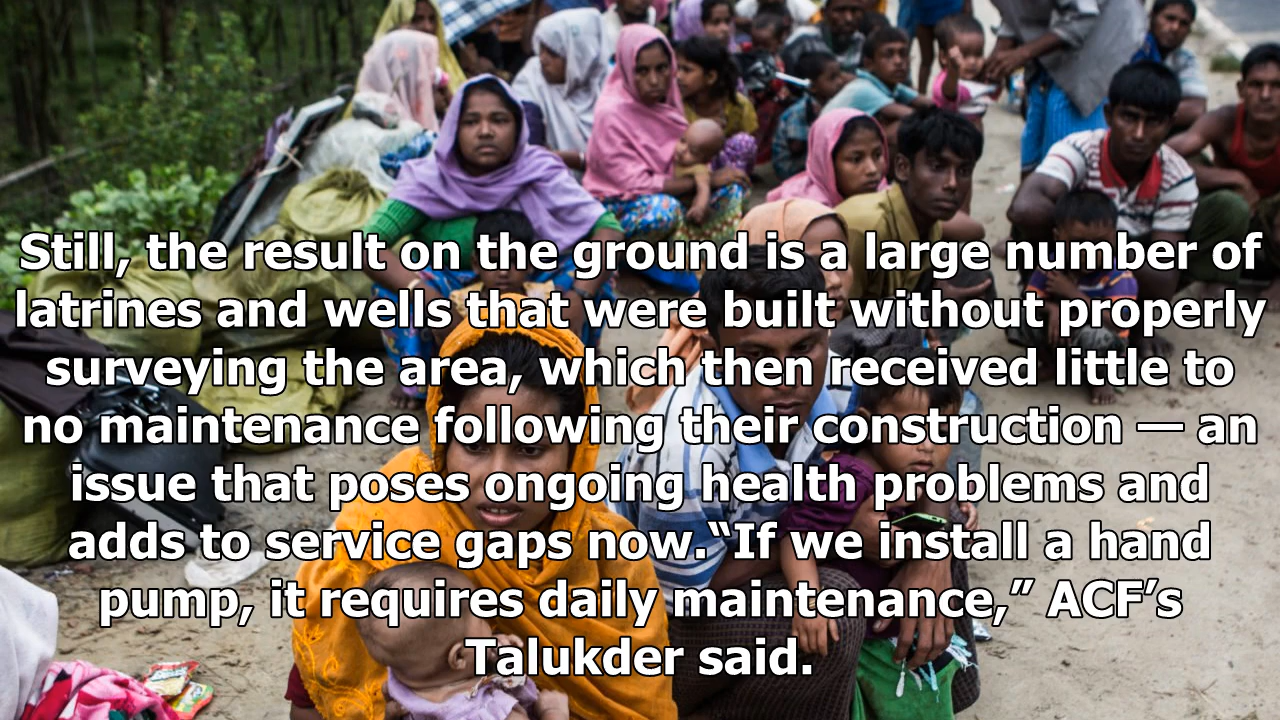 Still, the result on the ground is a large number of
latrines and wells that were built without properly
surveying the area, which then received little to
no maintenance following their construction — an
issue that poses ongoing health problems and
adds to service gaps now.“If we install a hand
pump, it requires daily maintenance,” ACF’s
Talukder said.